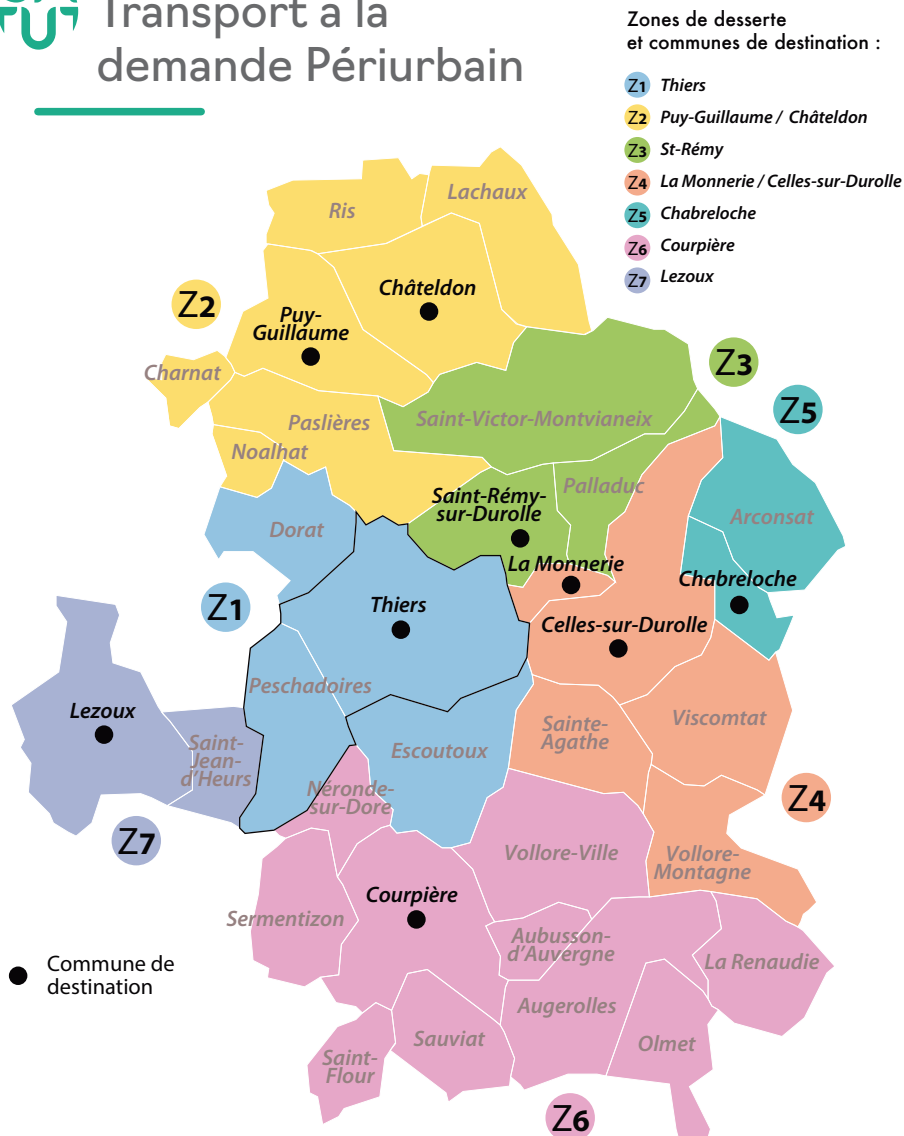 Transport à la
demande Périurbain
Zones de desserte
et communes de destination :
Z1 Thiers
Z2 Puy-Guillaume / Châteldon
Z3 St-Rémy
Z4 La Monnerie / Celles-sur-Durolle
Z5 Chabreloche
Z6 Courpière
Z7 Lezoux
Ris
Lachaux
Z2
Châteldon
Puy-
Guillaume
Z3
Charnat
Z5
Paslières
Saint-Victor-Montvianeix
Noalhat
Palladuc
Saint-Rémy-
sur-Durolle
Arconsat
Dorat
La Monnerie
Chabreloche
Z1
Thiers
Celles-sur-Durolle
Peschadoires
Lezoux
Saint-
Jean-
d'Heurs
Escoutoux
Sainte-
Agathe
Viscomtat
Néronde-
sur-Dore
Z4
Z7
Vollore-Ville
Vollore-
Montagne
Courpière
Sermentizon
Aubusson-
d'Auvergne
La Renaudie
Commune de
destination
Augerolles
Sauviat
Olmet
Saint-
Flour
Z6